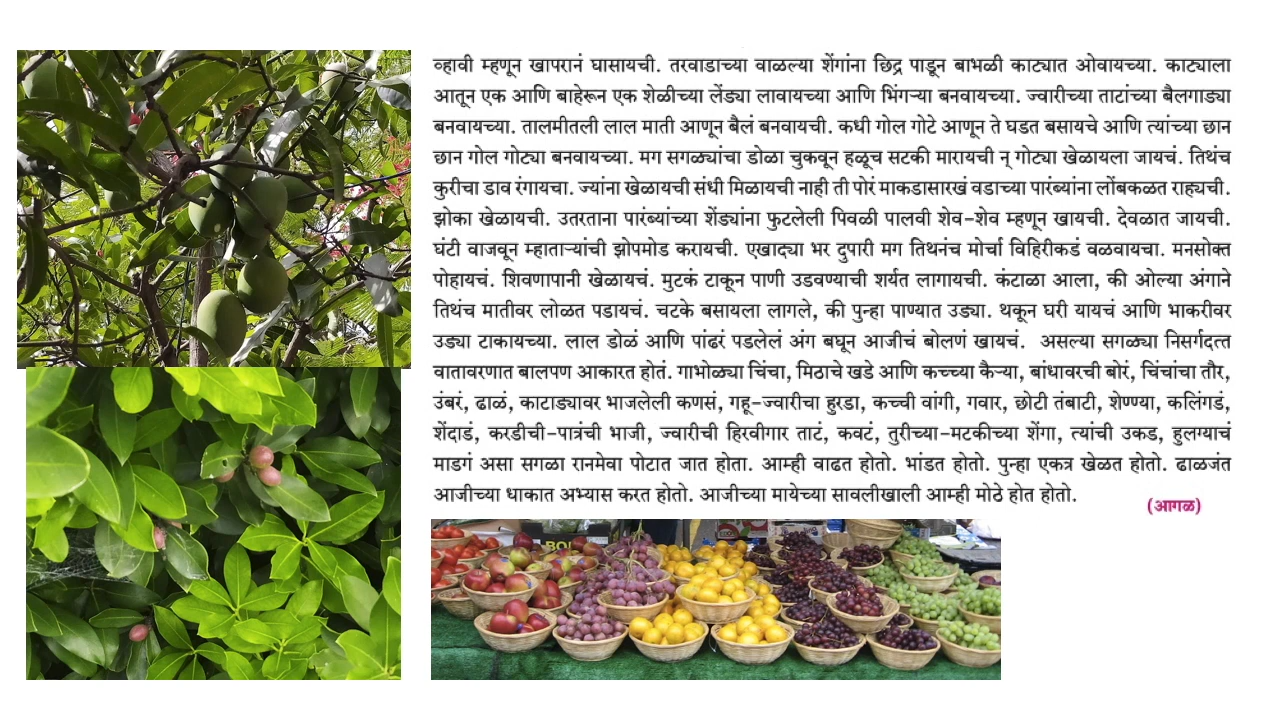 व्हावी म्हणून खापरानं घासायची. तरवाडाच्या वाळल्या शेंगांना छिद्र पाडून बाभळी काट्यात ओवायच्या. काट्याला
आतून एक आणि बाहेरून एक शेळीच्या लेंड्या लावायच्या आणि भिंगऱ्या बनवायच्या. ज्वारीच्या ताटांच्या बैलगाड्या
बनवायच्या. तालमीतली लाल माती आणून बैलं बनवायची. कधी गोल गोटे आणून ते घडत बसायचे आणि त्यांच्या छान
छान गोल गोट्या बनवायच्या. मग सगळ्यांचा डोळा चुकवून हळूच सटकी मारायची न् गोट्या खेळायला जायचं. तिथंच
कुरीचा डाव रंगायचा. ज्यांना खेळायची संधी मिळायची नाही ती पोरं माकडासारखं वडाच्या पारंब्यांना लोंबकळत राह्यची.
झोका खेळायची. उतरताना पारंब्यांच्या शेंड्यांना फुटलेली पिवळी पालवी शेव-शेव म्हणून खायची. देवळात जायची.
घंटी वाजवून म्हाताऱ्यांची झोपमोड करायची. एखाद्या भर दुपारी मग तिथनंच मोर्चा विहिरीकडं वळवायचा. मनसोक्त
पोहायचं. शिवणापानी खेळायचं. मुटकं टाकून पाणी उडवण्याची शर्यत लागायची. कंटाळा आला, की ओल्या अंगाने
तिथंच मातीवर लोळत पडायचं. चटके बसायला लागले, की पुन्हा पाण्यात उड्या. थकून घरी यायचं आणि भाकरीवर
उड्या टाकायच्या. लाल डोळं आणि पांढरं पडलेलं अंग बघून आजीचं बोलणं खायचं. असल्या सगळ्या निसर्गदत्त
वातावरणात बालपण आकारत होतं. गाभोळ्या चिंचा, मिठाचे खडे आणि कच्च्या कैऱ्या, बांधावरची बोरं, चिंचांचा तौर,
उंबरं, ढाळं, काटाड्यावर भाजलेली कणसं, गहू-ज्वारीचा हुरडा, कच्ची वांगी, गवार, छोटी तंबाटी, शेण्ण्या, कलिंगडं,
शेंदाडं, करडीची-पात्रंची भाजी, ज्वारीची हिरवीगार ताटं, कवटं, तुरीच्या-मटकीच्या शेंगा, त्यांची उकड, हुलग्याचं
माडगं असा सगळा रानमेवा पोटात जात होता. आम्ही वाढत होतो. भांडत होतो. पुन्हा एकत्र खेळत होतो. ढाळजंत
आजीच्या धाकात अभ्यास करत होतो. आजीच्या मायेच्या सावलीखाली आम्ही मोठे होत होतो.
(आगळ)